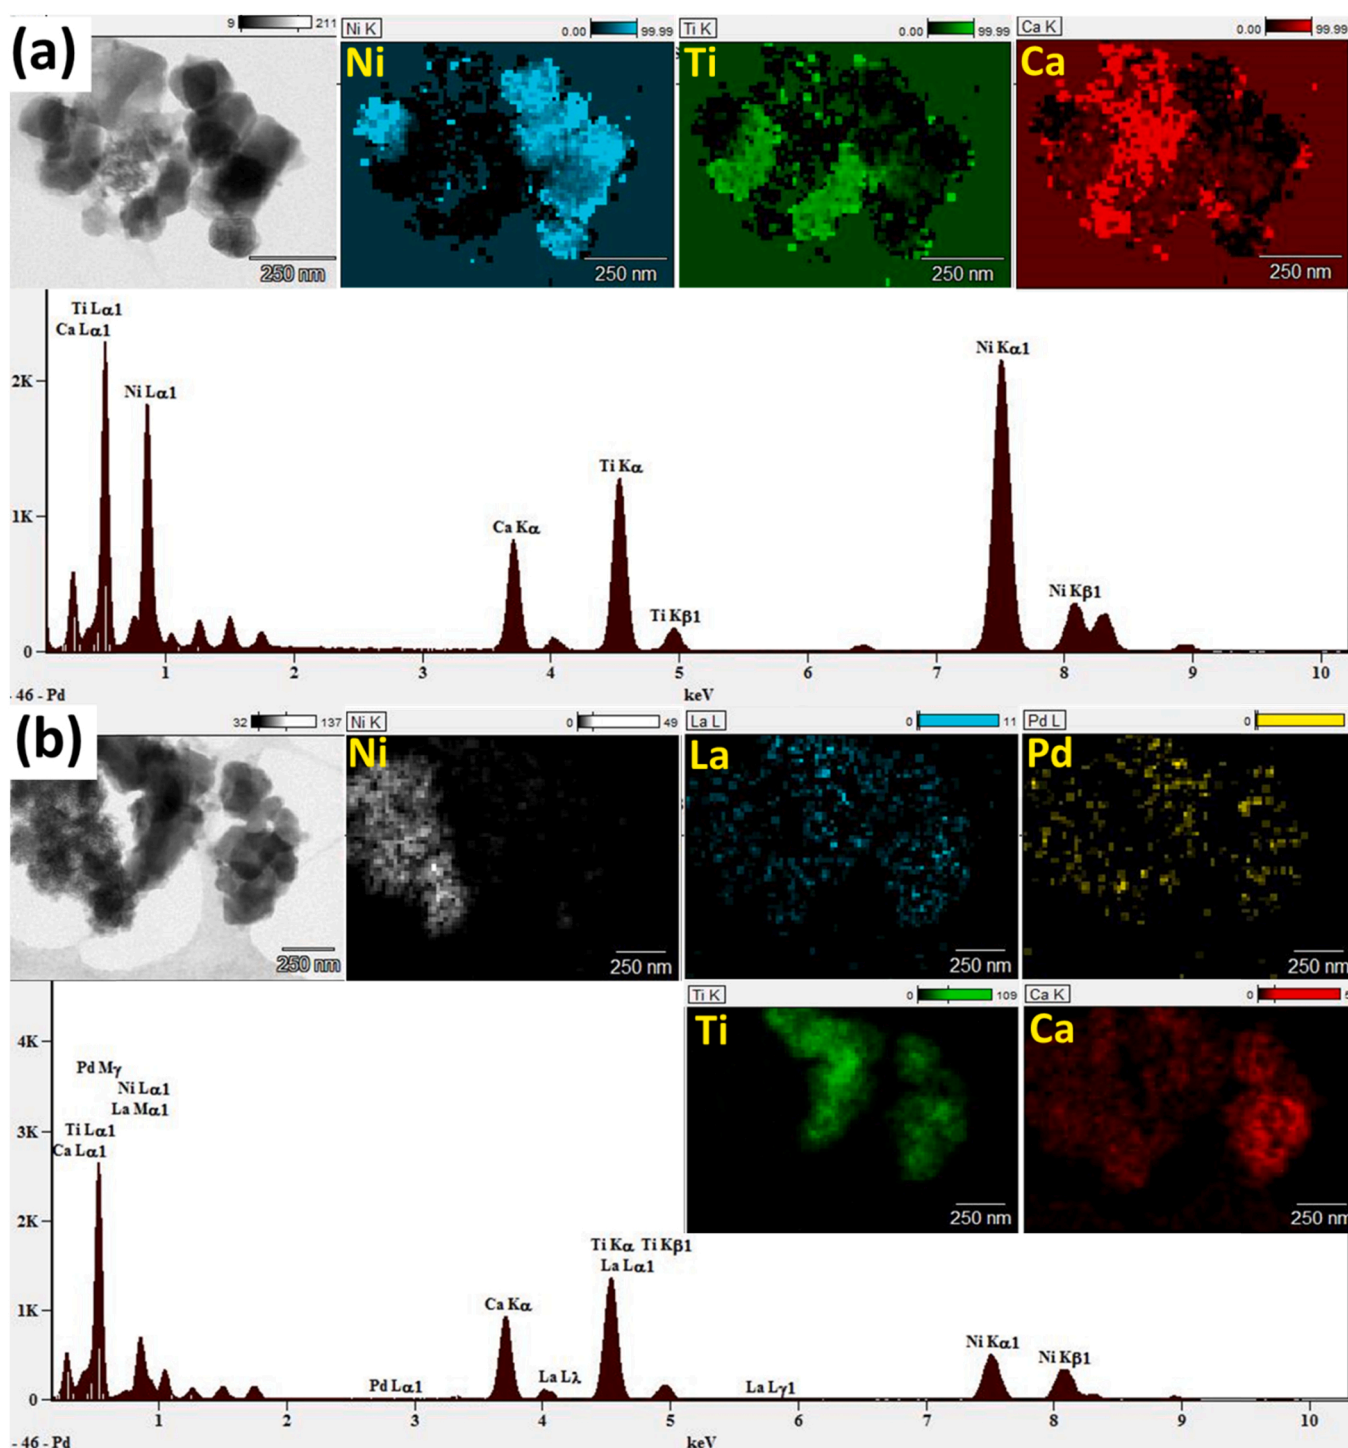 (a)
9 211
Ni K 0.00 99.99
Ti K 0.00 99.99
Ca K 0.00 99.99
Ni
Ti
Ca
250 nm
250 nm
250 nm
250 nm
Ti Lα1
Ca Lα1
Ni Lα1
Ca Kα
Ti Kα
Ti Kβ1
Ni Kα1
Ni Kβ1
2K
1K
0
1 2 3 4 5 6 7 8 9 10
- 46 - Pd
keV
(b)
32 137
Ni K 0 49
La L 0 11
Pd L 0
Ni
La
Pd
250 nm
250 nm
250 nm
250 nm
Ti K 0 109
Ca K 0
Ti
Ca
250 nm
250 nm
4K
3K
2K
1K
0
Pd Mγ
Ni Lα1
La Mα1
Ti Lα1
Ca Lα1
Pd Lα1
Ca Kα
La Lλ
Ti Kα Ti Kβ1
La Lα1
La Lγ1
Ni Kα1
Ni Kβ1
1 2 3 4 5 6 7 8 9 10
- 46 - Pd
keV